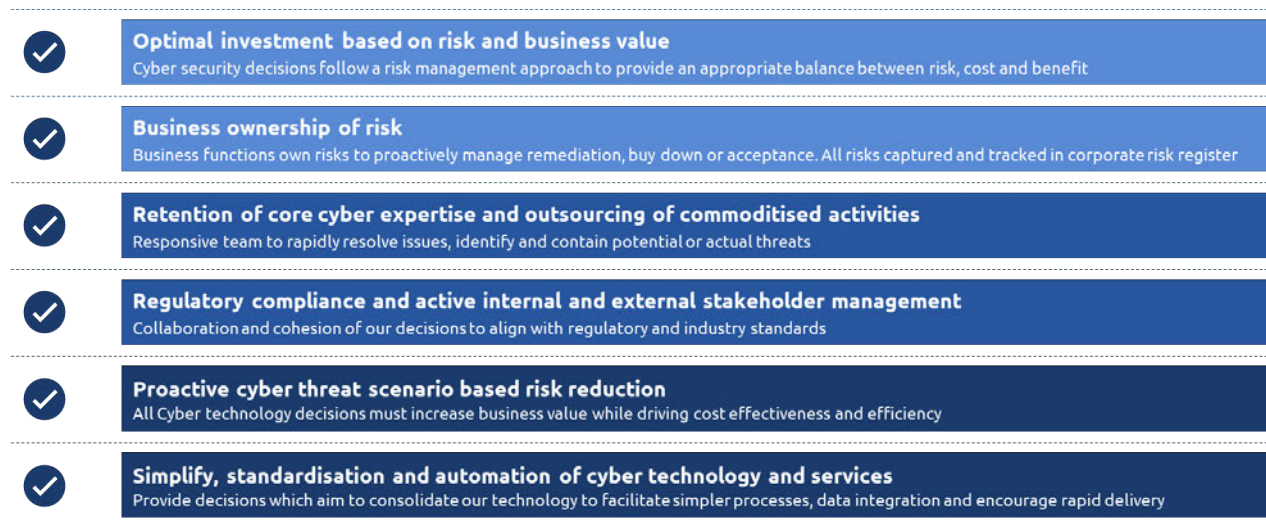 Optimal investment based on risk and business value
Cyber security decisions follow a risk management approach to provide an appropriate balance between risk, cost and benefit
Business ownership of risk
Business functions own risks to proactively manage remediation, buy down or acceptance. All risks captured and tracked in corporate risk register
Retention of core cyber expertise and outsourcing of commoditised activities
Responsive team to rapidly resolve issues, identify and contain potential or actual threats
Regulatory compliance and active internal and external stakeholder management
Collaboration and cohesion of our decisions to align with regulatory and industry standards
Proactive cyber threat scenario based risk reduction
All Cyber technology decisions must increase business value while driving cost effectiveness and efficiency
Simplify, standardisation and automation of cyber technology and services
Provide decisions which aim to consolidate our technology to facilitate simpler processes, data integration and encourage rapid delivery